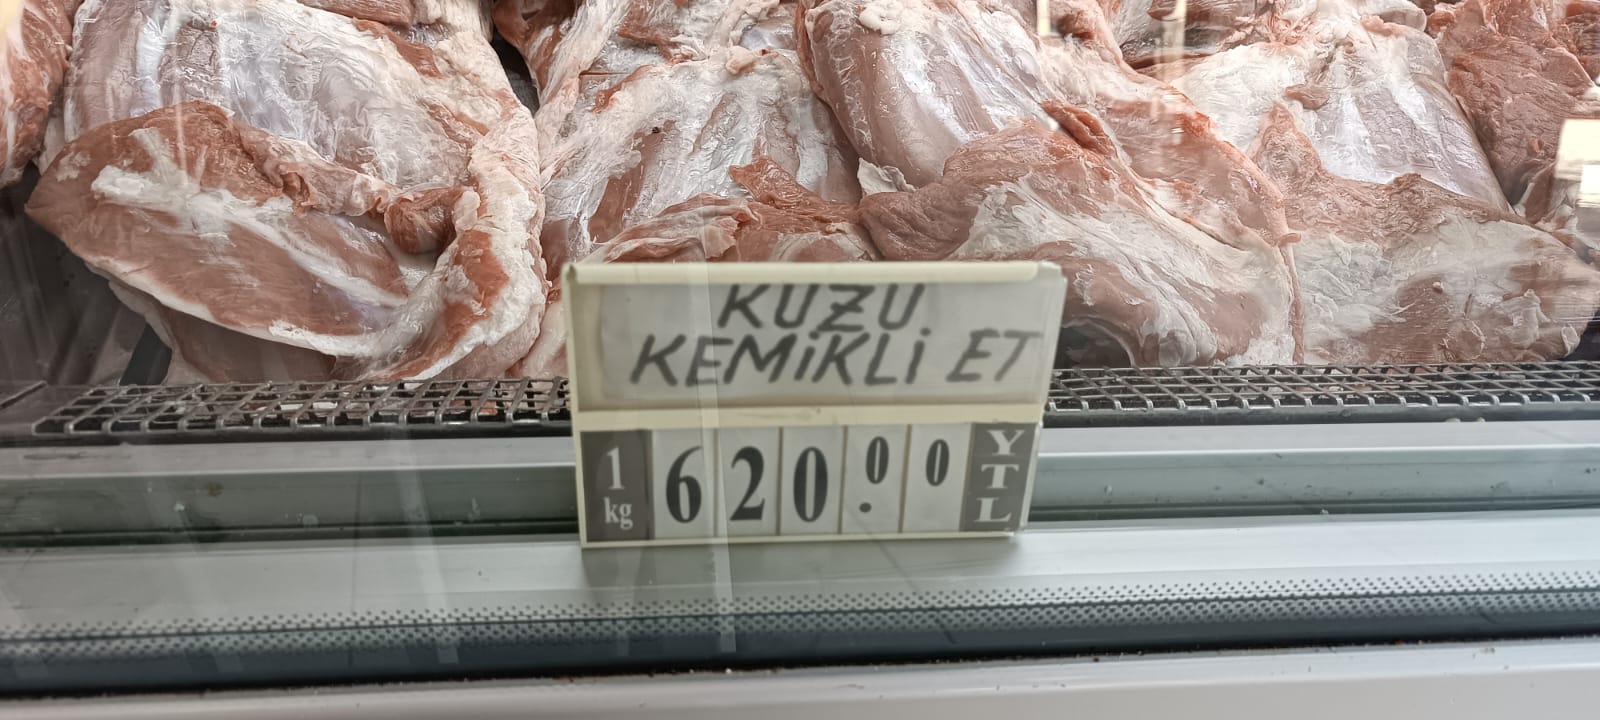 KUZU
KEMİKLİ ET
1 kg 620.00 YTL